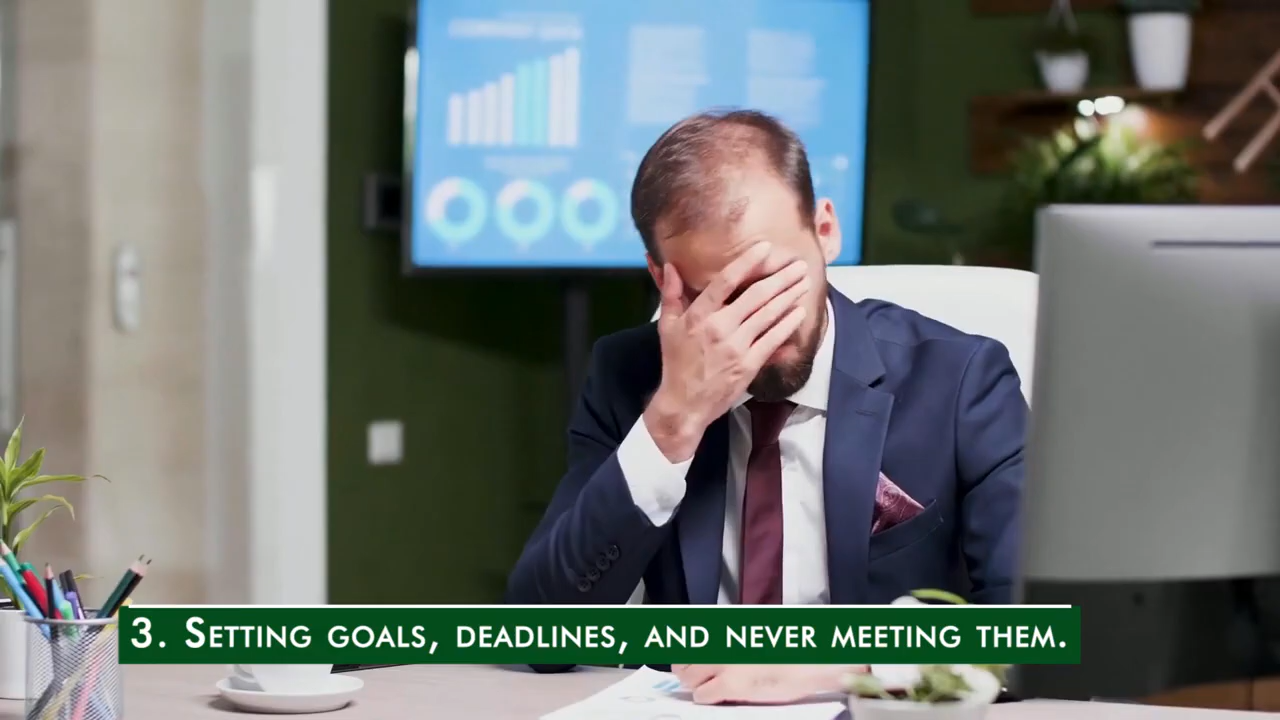 3. Setting goals, deadlines, and never meeting them.